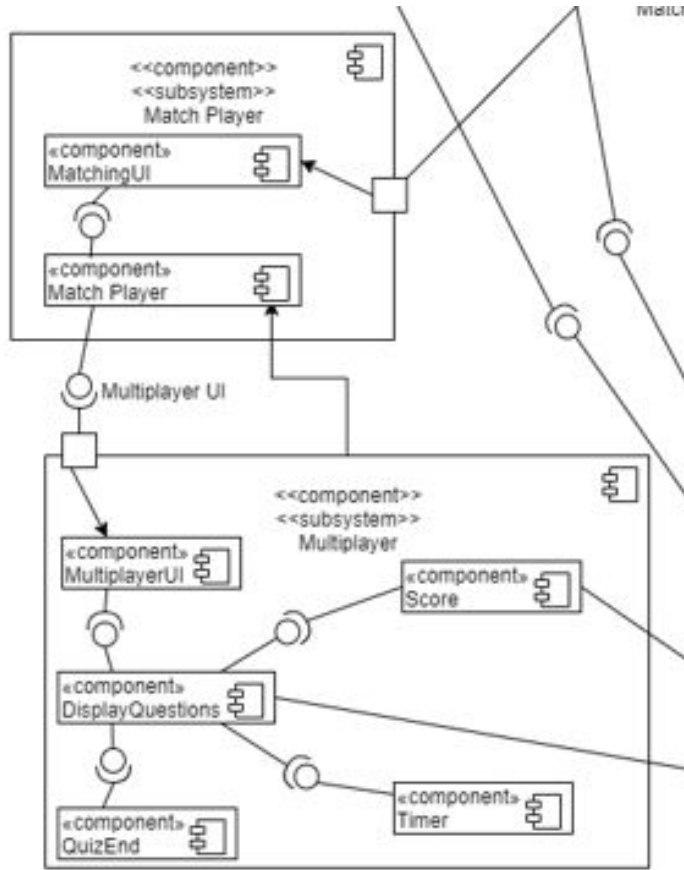 <<component>>
<<subsystem>>
Match Player
«component»
MatchingUI
«component»
Match Player
Multiplayer UI
<<component>>
<<subsystem>>
Multiplayer
«component»
MultiplayerUI
«component»
Score
«component»
DisplayQuestions
«component»
Timer
«component»
QuizEnd